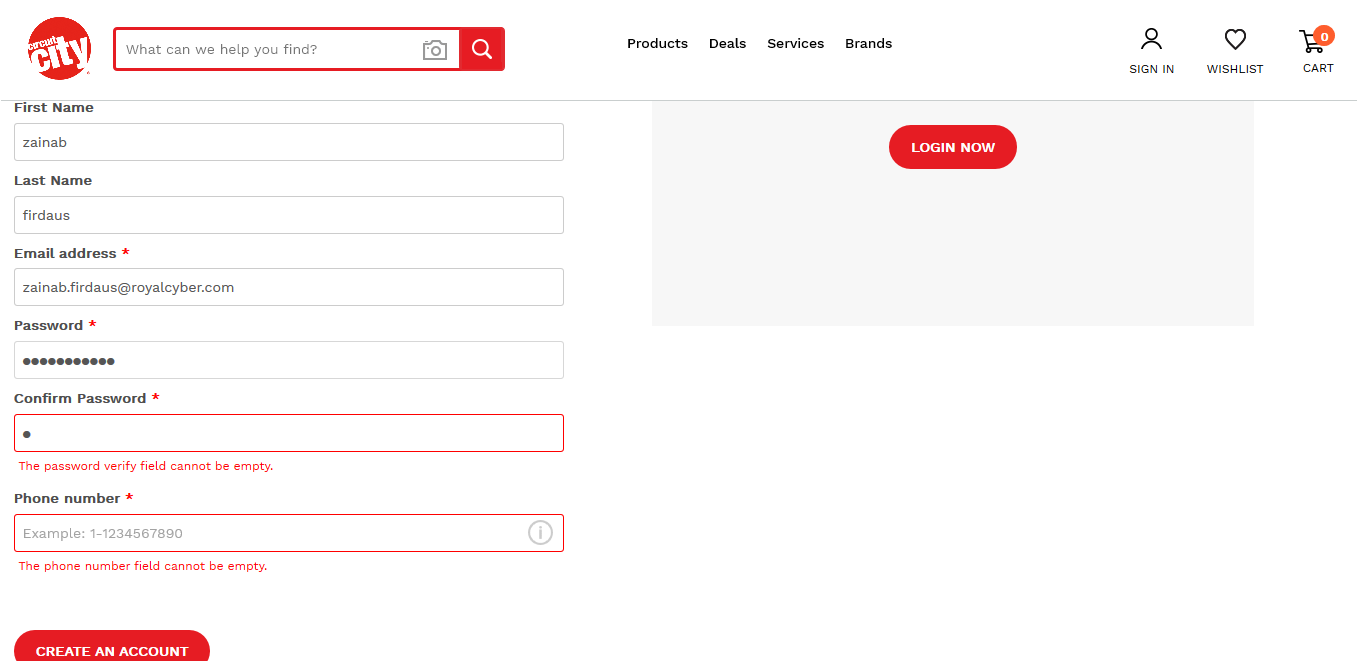 circuit
city
What can we help you find?
Products
Deals
Services
Brands
SIGN IN
WISHLIST
0
CART
First Name
zainab
Last Name
firdaus
Email address *
zainab.firdaus@royalcyber.com
Password *
●●●●●●●●●●●
Confirm Password *
●
The password verify field cannot be empty.
Phone number *
Example: 1-1234567890
The phone number field cannot be empty.
CREATE AN ACCOUNT
LOGIN NOW